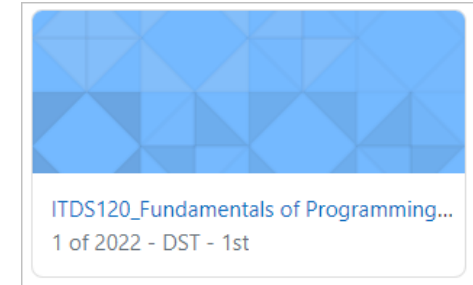 ITDS120_Fundamentals of Programming...
1 of 2022 - DST - 1st